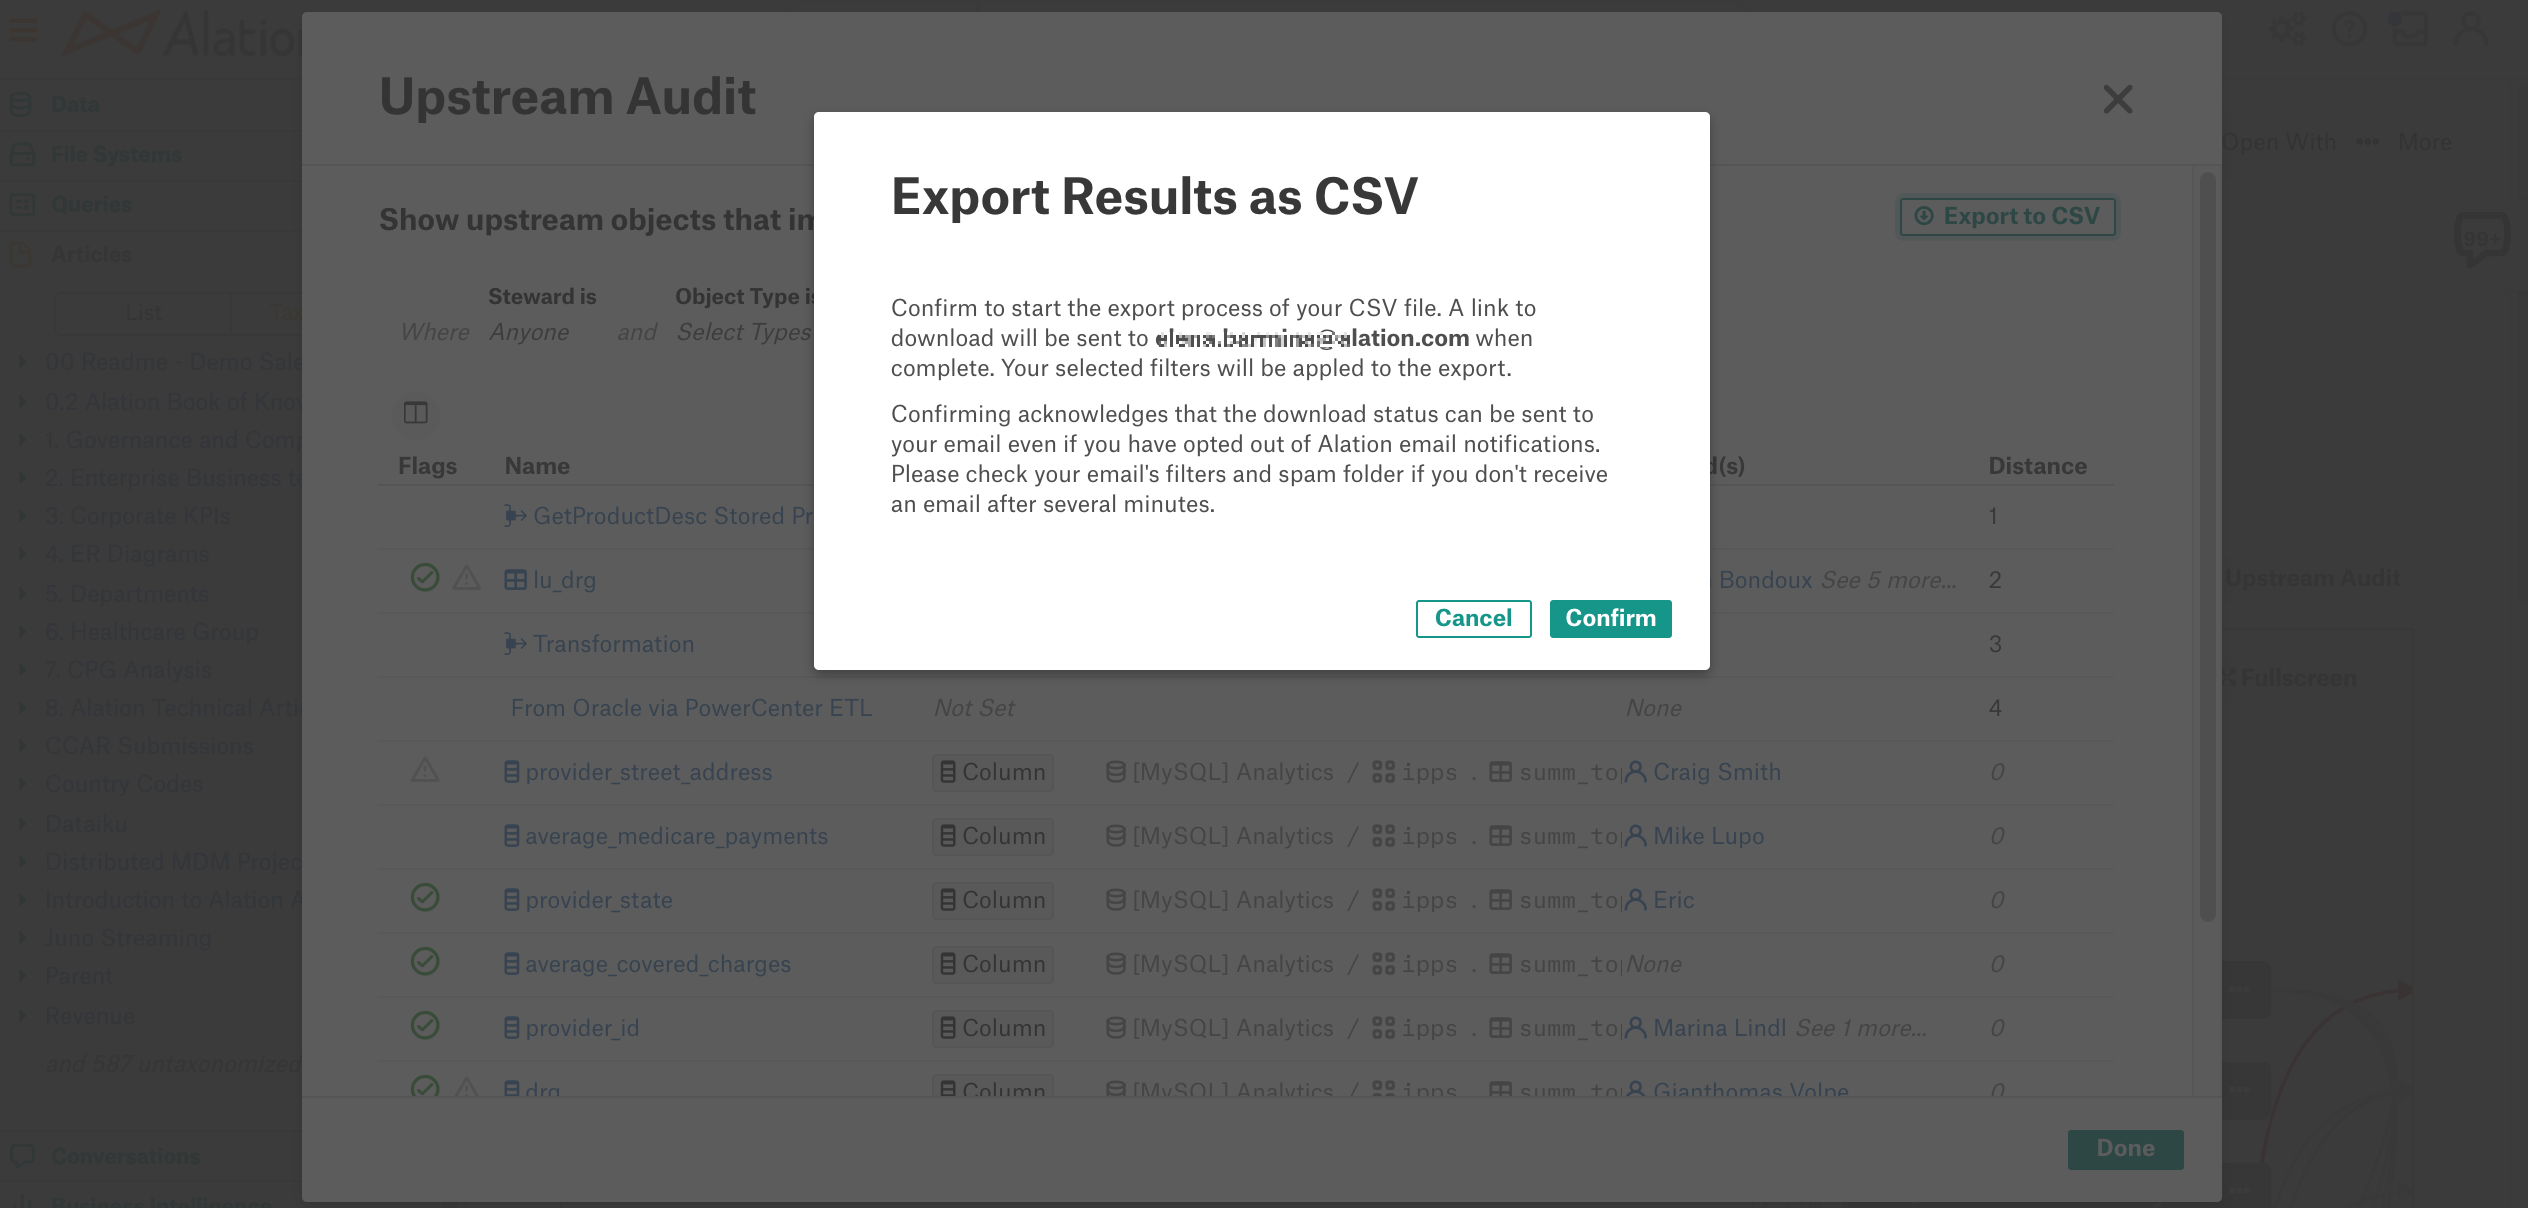 Alatio
Data
File Systems
Queries
Articles
List
Tax
00 Readme - Demo Sale
0.2 Alation Book of Know
1. Governance and Comp
2. Enterprise Business to
3. Corporate KPIs
4. ER Diagrams
5. Departments
6. Healthcare Group
7. CPG Analysis
8. Alation Technical Arti
CCAR Submissions
Country Codes
Dataiku
Distributed MDM Projec
Introduction to Alation A
Juno Streaming
Parent
Revenue
and 587 untaxonomized
Conversations
Business Intelligence
Upstream Audit
Open With ••• More
99+
Upstream Audit
Fullscreen
Show upstream objects that im
Export to CSV
Steward is Object Type is
Where Anyone and Select Types
Flags Name d(s) Distance
GetProductDesc Stored Pr 1
lu_drg Bondoux See 5 more... 2
Transformation 3
From Oracle via PowerCenter ETL Not Set None 4
provider_street_address Column [MySQL] Analytics / ipps . summ_to Craig Smith 0
average_medicare_payments Column [MySQL] Analytics / ipps . summ_to Mike Lupo 0
provider_state Column [MySQL] Analytics / ipps . summ_to Eric 0
average_covered_charges Column [MySQL] Analytics / ipps . summ_to None 0
provider_id Column [MySQL] Analytics / ipps . summ_to Marina Lindl See 1 more... 0
drg Column [MySQL] Analytics / ipps . summ_to Gianthomas Volpe 0
Done
Export Results as CSV
Confirm to start the export process of your CSV file. A link to
download will be sent to lation.com when
complete. Your selected filters will be appled to the export.
Confirming acknowledges that the download status can be sent to
your email even if you have opted out of Alation email notifications.
Please check your email's filters and spam folder if you don't receive
an email after several minutes.
Cancel
Confirm